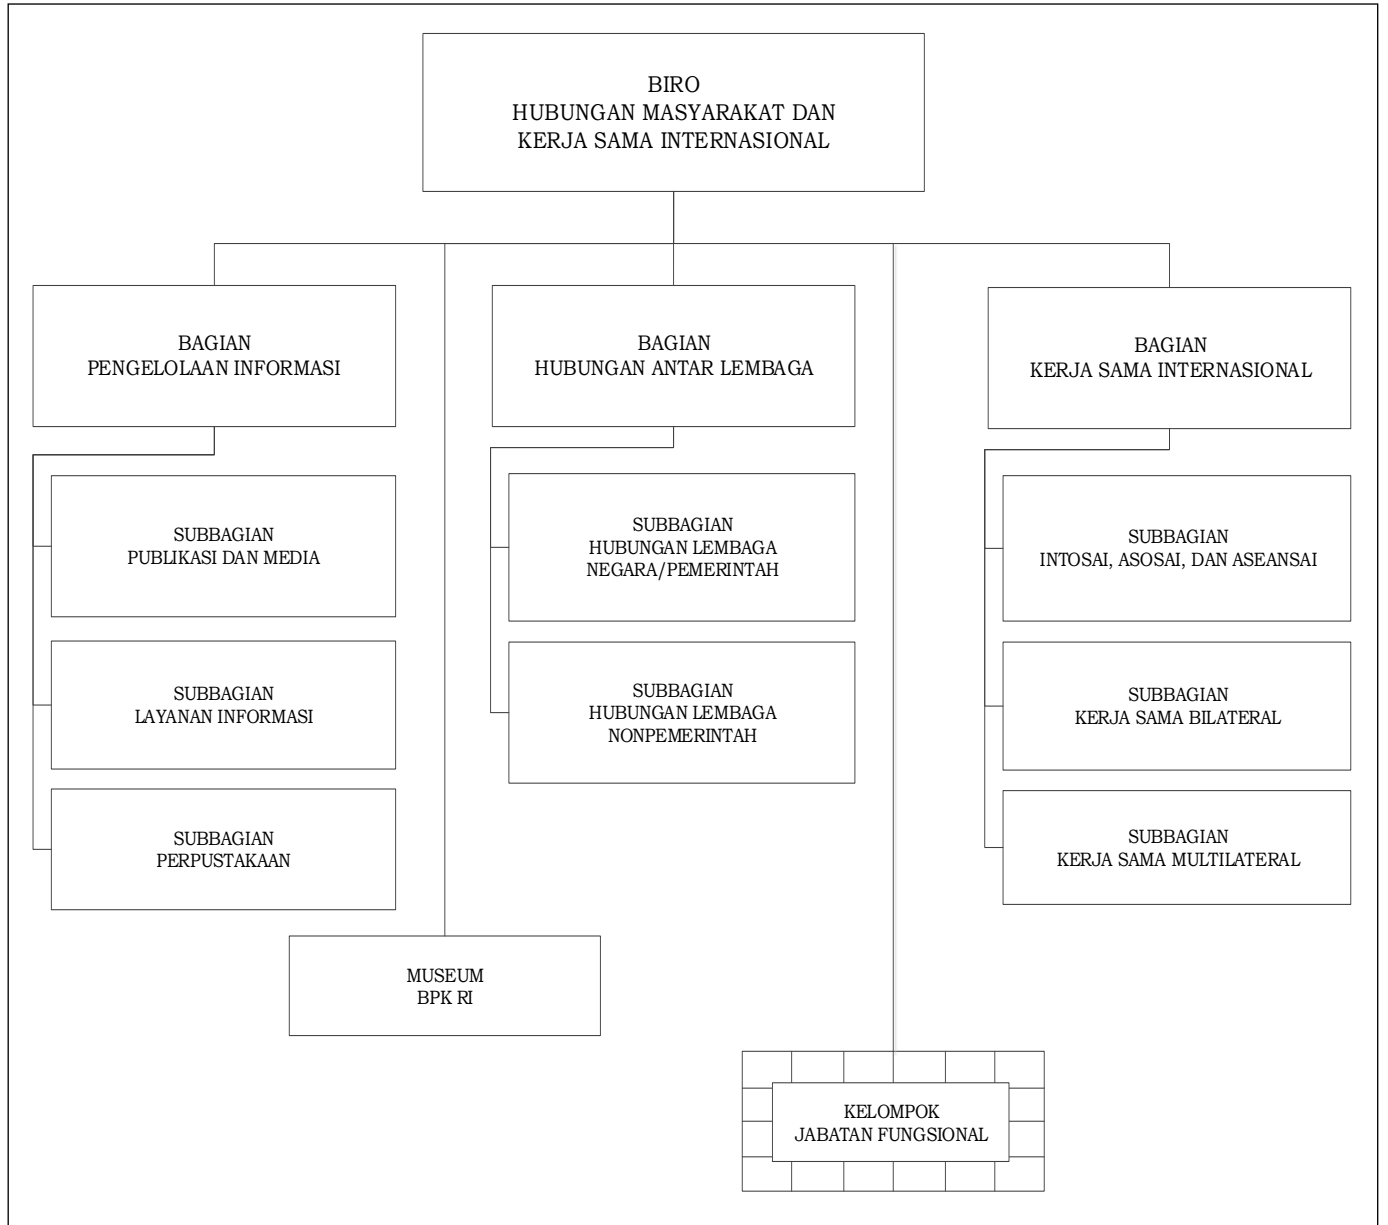 BIRO
HUBUNGAN MASYARAKAT DAN
KERJA SAMA INTERNASIONAL
BAGIAN
PENGELOLAAN INFORMASI
BAGIAN
HUBUNGAN ANTAR LEMBAGA
BAGIAN
KERJA SAMA INTERNASIONAL
SUBBAGIAN
PUBLIKASI DAN MEDIA
SUBBAGIAN
LAYANAN INFORMASI
SUBBAGIAN
PERPUSTAKAAN
SUBBAGIAN
HUBUNGAN LEMBAGA
NEGARA/PEMERINTAH
SUBBAGIAN
HUBUNGAN LEMBAGA
NONPEMERINTAH
SUBBAGIAN
INTOSAI, ASOSAI, DAN ASEANSAI
SUBBAGIAN
KERJA SAMA BILATERAL
SUBBAGIAN
KERJA SAMA MULTILATERAL
MUSEUM
BPK RI
KELOMPOK
JABATAN FUNGSIONAL